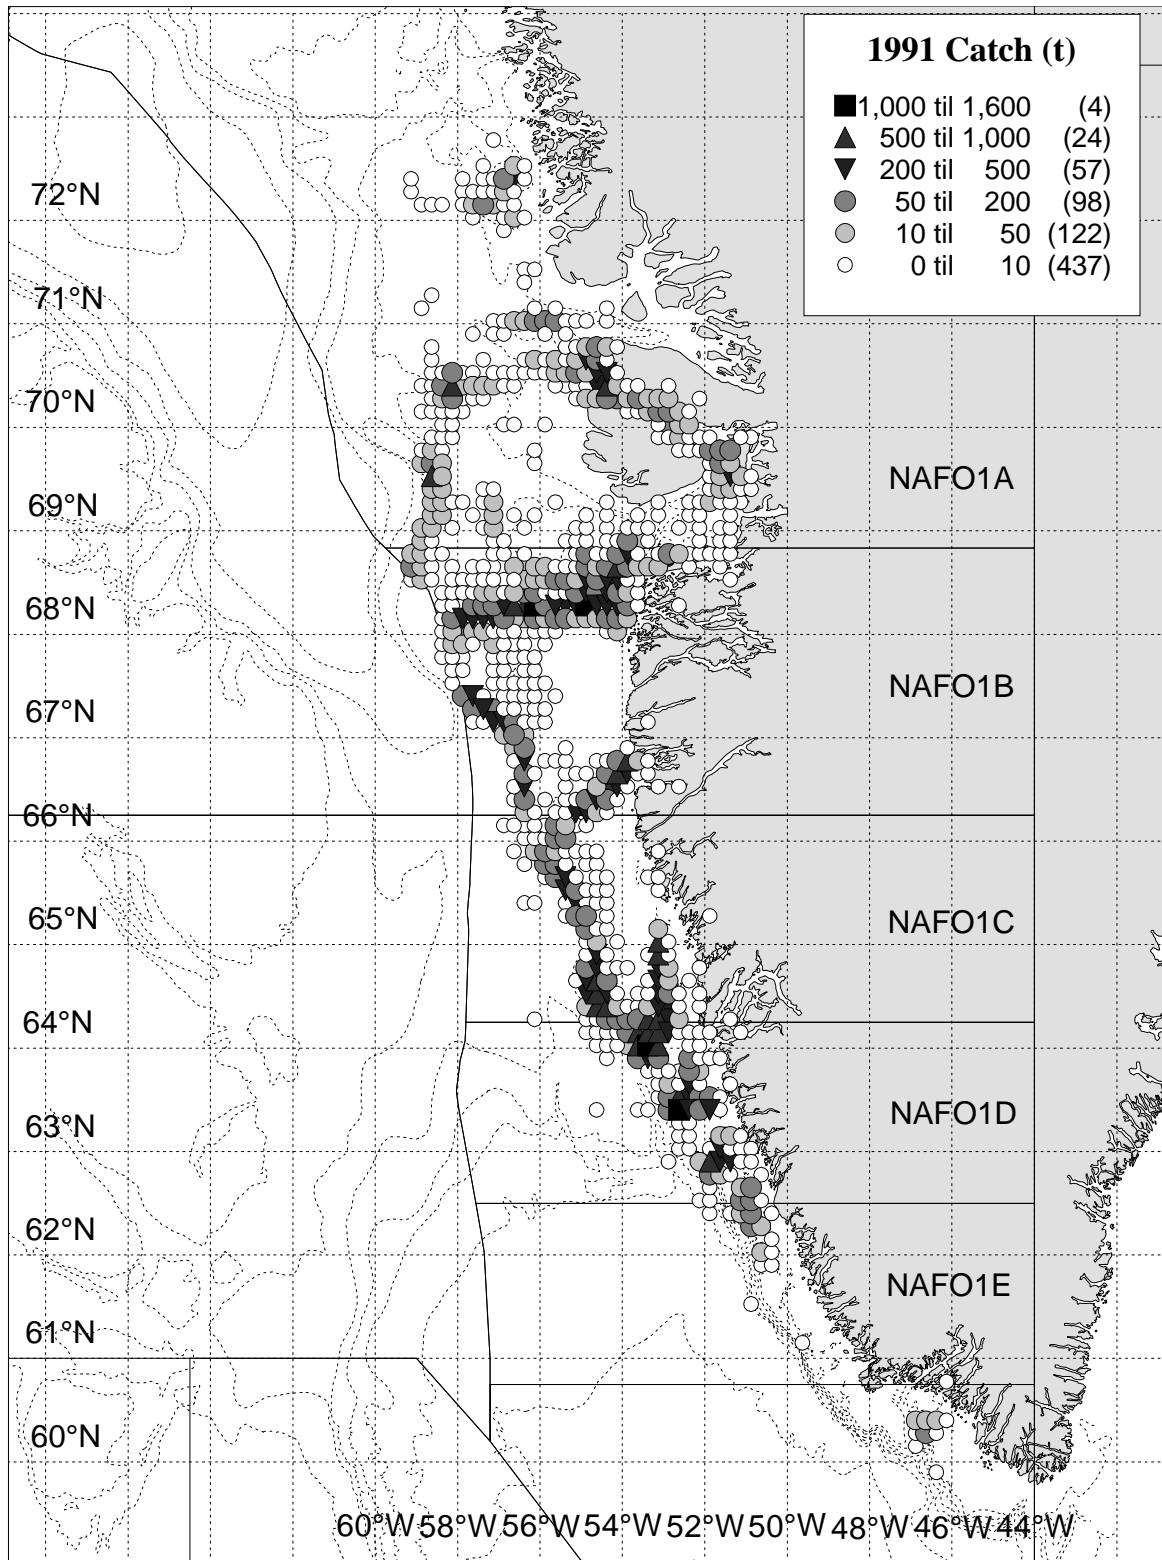 1991 Catch (t)
1,000 til 1,600 (4)
500 til 1,000 (24)
200 til 500 (57)
50 til 200 (98)
10 til 50 (122)
0 til 10 (437)
72°N
71°N
70°N
69°N
68°N
67°N
66°N
65°N
64°N
63°N
62°N
61°N
60°N
NAFO1A
NAFO1B
NAFO1C
NAFO1D
NAFO1E
60°W 58°W 56°W 54°W 52°W 50°W 48°W 46°W 44°W